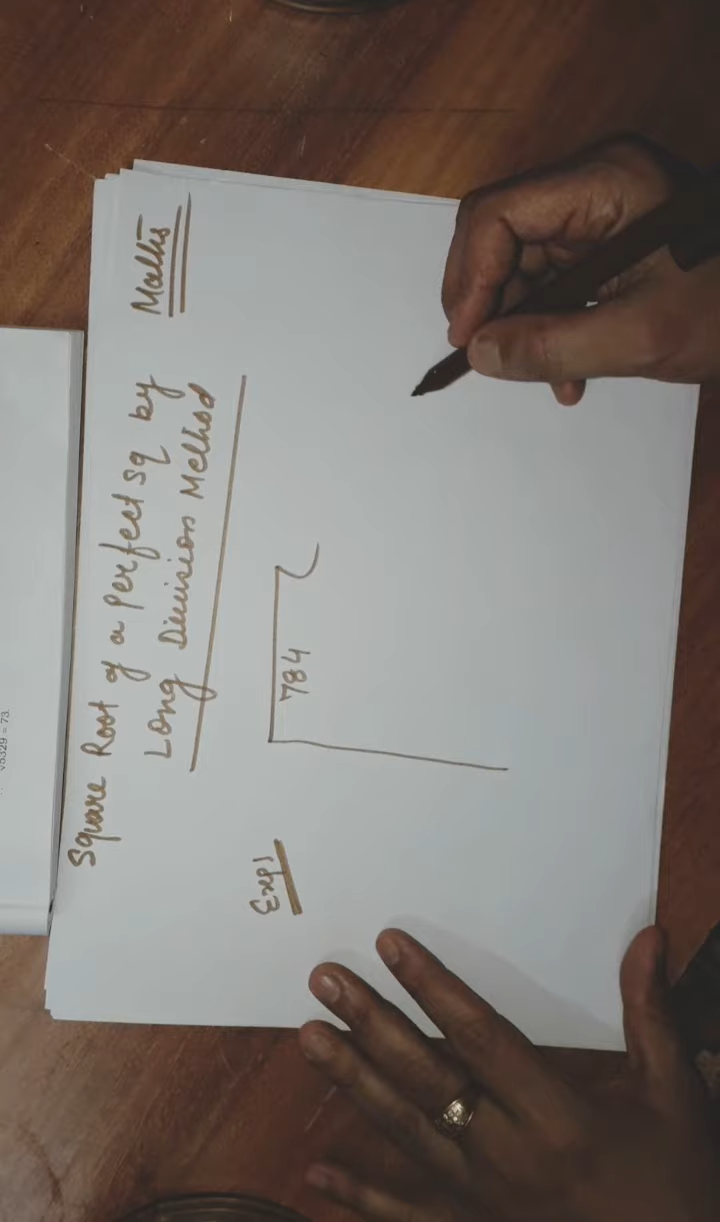 Maths
Square Root of a Perfect sq by
Long Division Method
Exp1
784
√5329 = 73.